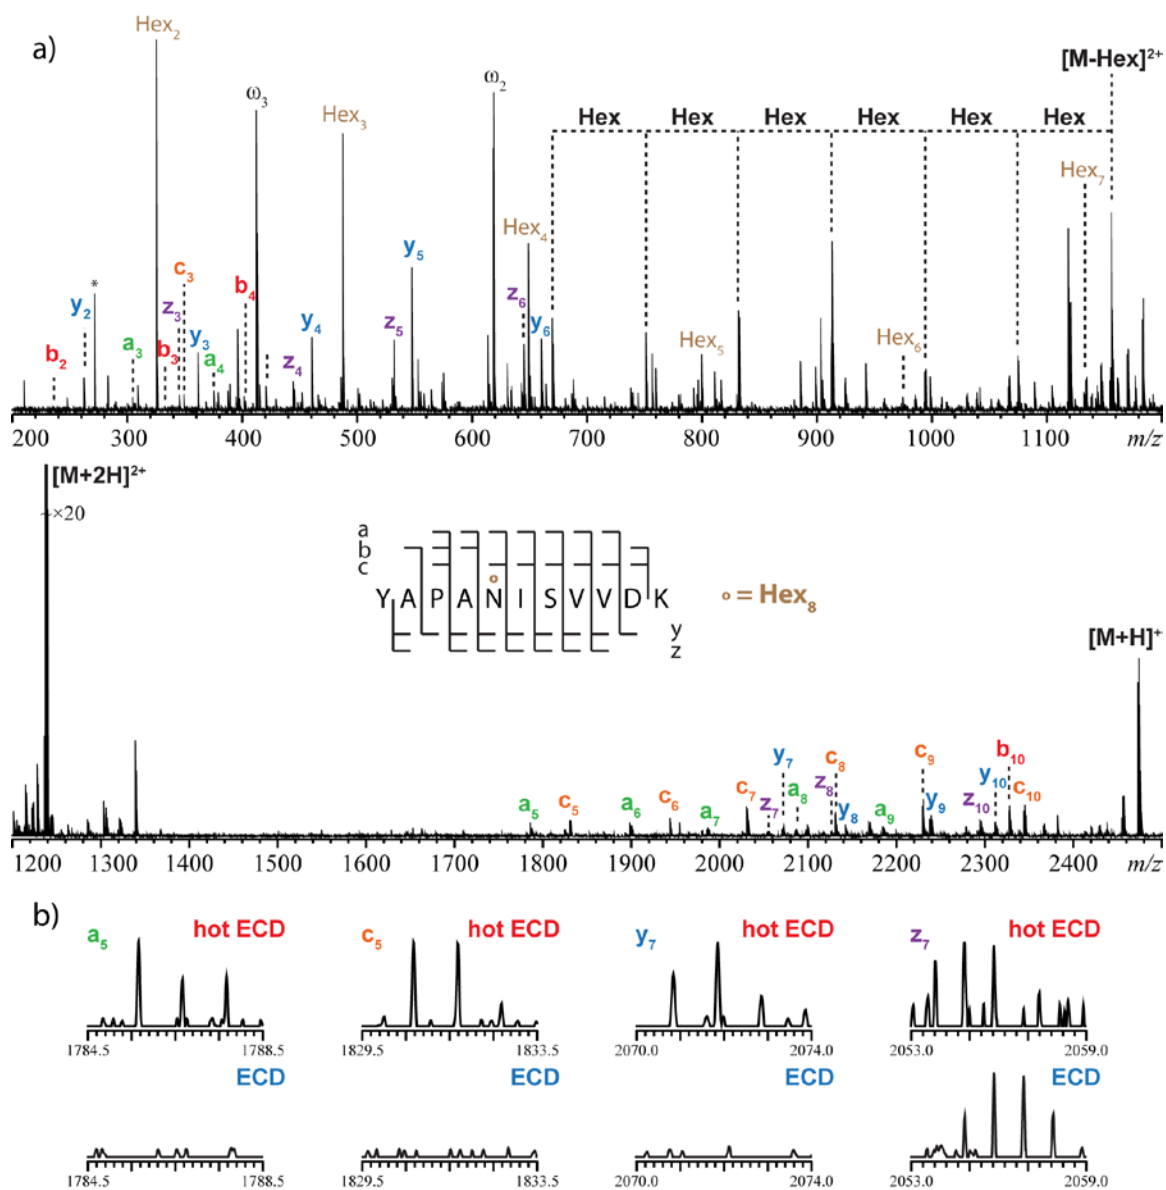 a)
Hex2
ω3
ω2
[M-Hex]2+
Hex Hex Hex Hex Hex Hex
Hex3
Hex4
Hex5
Hex6
Hex7
b2
y2
*
a3
z3
b3
c3
y3
a4
b4
z4
y4
z5
y5
z6
y6
200 300 400 500 600 700 800 900 1000 1100 m/z
[M+2H]2+
×20
a
b
c
Y A P A N I S V V D K
y
z
= Hex8
[M+H]+
a5
c5
a6
c6
a7
c7
z7
y7
a8
z8
c8
y8
a9
c9
y9
z10
y10
b10
c10
1200 1300 1400 1500 1600 1700 1800 1900 2000 2100 2200 2300 2400 m/z
b)
a5 hot ECD
c5 hot ECD
y7 hot ECD
z7 hot ECD
1784.5 1788.5
1829.5 1833.5
2070.0 2074.0
2053.0 2059.0
ECD
ECD
ECD
ECD
1784.5 1788.5
1829.5 1833.5
2070.0 2074.0
2053.0 2059.0